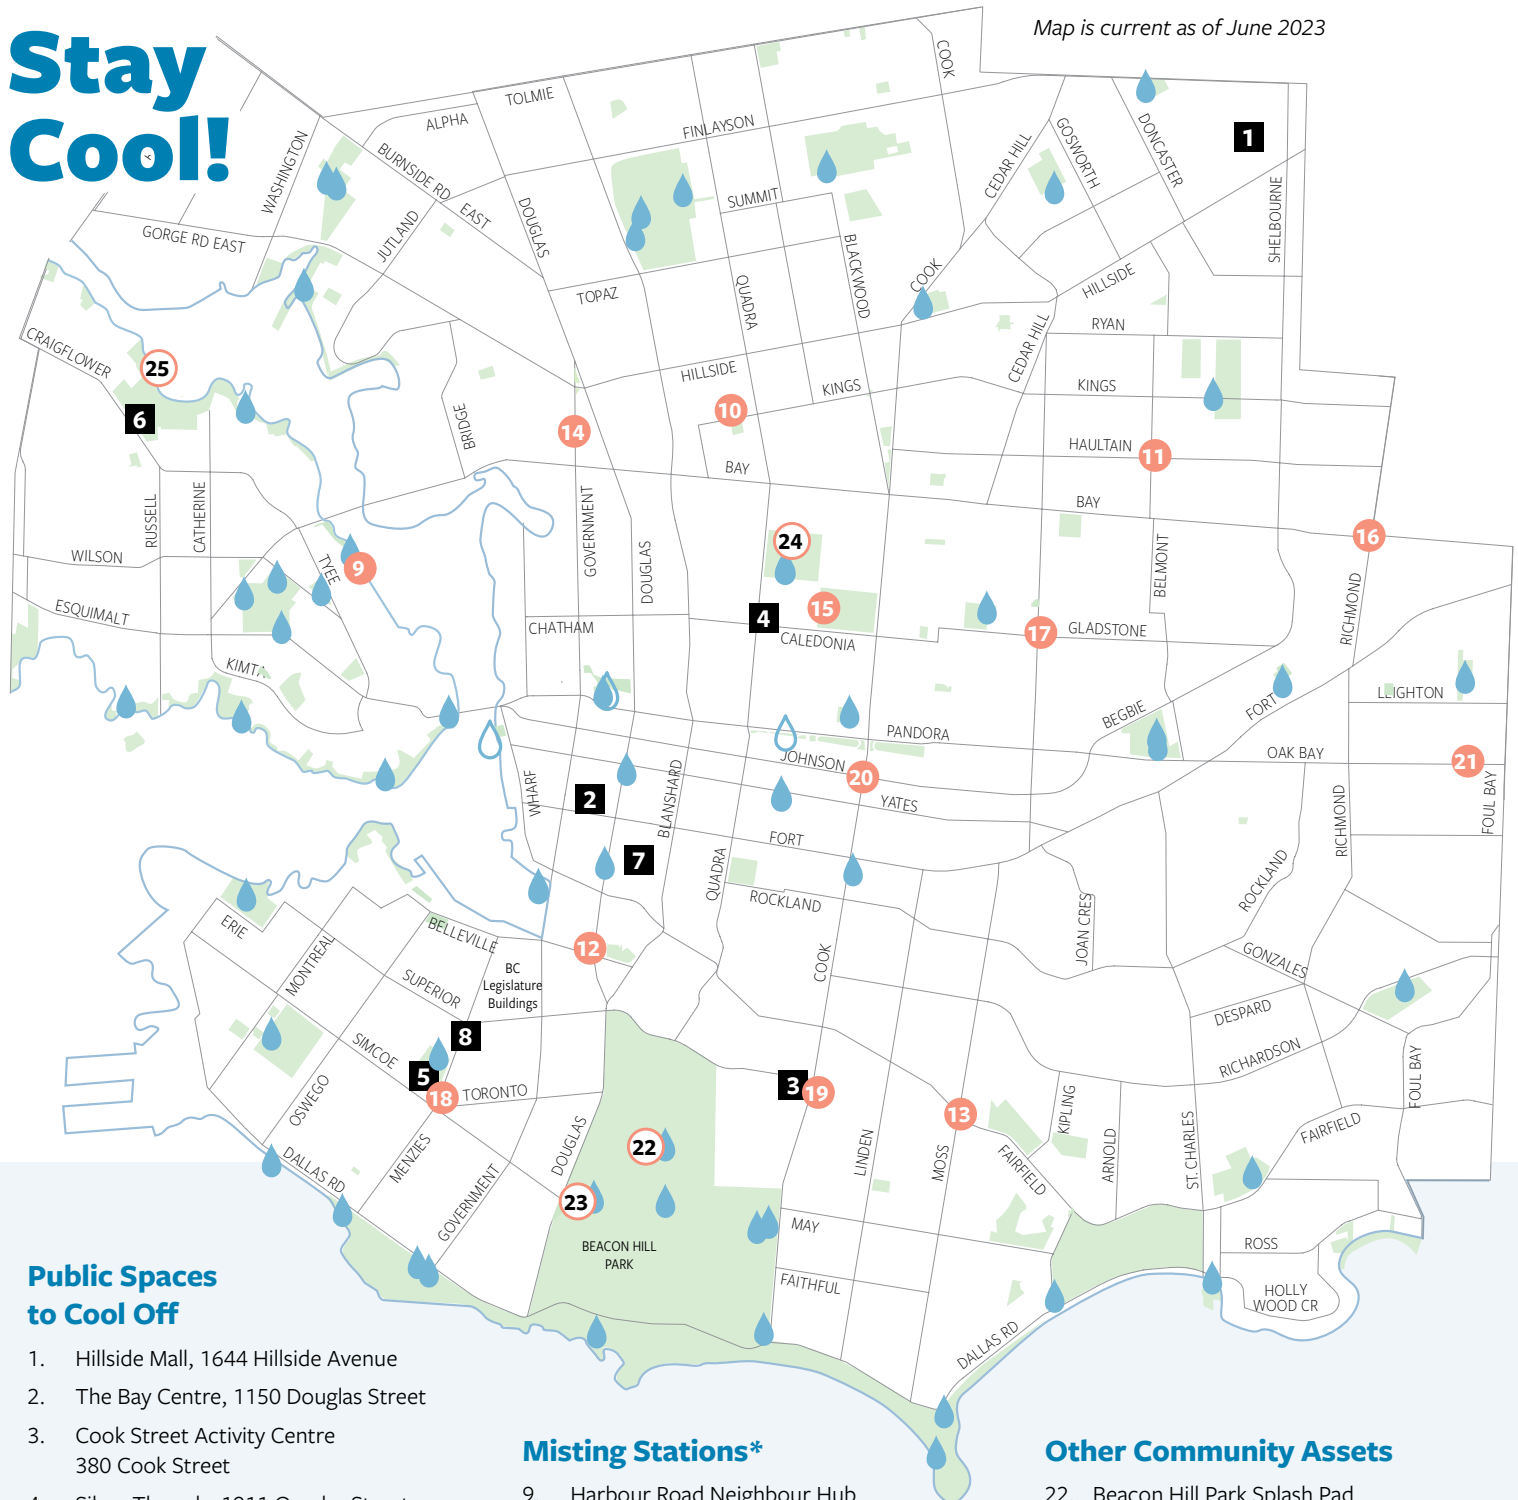 Stay
Cool!
Map is current as of June 2023
COOK
TOLMIE
ALPHA
FINLAYSON
WASHINGTON
BURNSIDE RD
EAST
CEDAR HILL
GOSWORTH
DONCASTER
1
SHELBOURNE
SUMMIT
DOUGLAS
JUTLAND
GORGE RD EAST
BLACKWOOD
QUADRA
COOK
HILLSIDE
TOPAZ
RYAN
CRAIGFLOWER
25
CEDAR HILL
HILLSIDE
KINGS
KINGS
6
10
14
BRIDGE
HAULTAIN
11
BAY
BAY
RUSSELL
CATHERINE
GOVERNMENT
DOUGLAS
24
16
WILSON
TYEE
9
BELMONT
RICHMOND
ESQUIMALT
15
4
CHATHAM
CALEDONIA
17
GLADSTONE
KIMTA
LEIGHTON
BEGBIE
FORT
PANDORA
JOHNSON
OAK BAY
21
20
WHARF
2
BLANSHARD
YATES
FOUL BAY
RICHMOND
FORT
7
QUADRA
ROCKLAND
ROCKLAND
ERIE
BELLEVILLE
JOAN CRES
MONTREAL
12
COOK
GONZALES
SUPERIOR
BC
Legislature
Buildings
DESPARD
8
SIMCOE
RICHARDSON
5
18
TORONTO
3
19
OSWEGO
13
KIPLING
FOUL BAY
DOUGLAS
22
MENZIES
LINDEN
MOSS
FAIRFIELD
ARNOLD
ST. CHARLES
FAIRFIELD
DALLAS RD
23
GOVERNMENT
MAY
BEACON HILL
PARK
ROSS
FAITHFUL
HOLLY
WOOD CR
DALLAS RD
Public Spaces
to Cool Off
1. Hillside Mall, 1644 Hillside Avenue
2. The Bay Centre, 1150 Douglas Street
3. Cook Street Activity Centre
380 Cook Street
Misting Stations*
9. Harbour Road Neighbour Hub
Other Community Assets
22. Beacon Hill Park Splash Pad